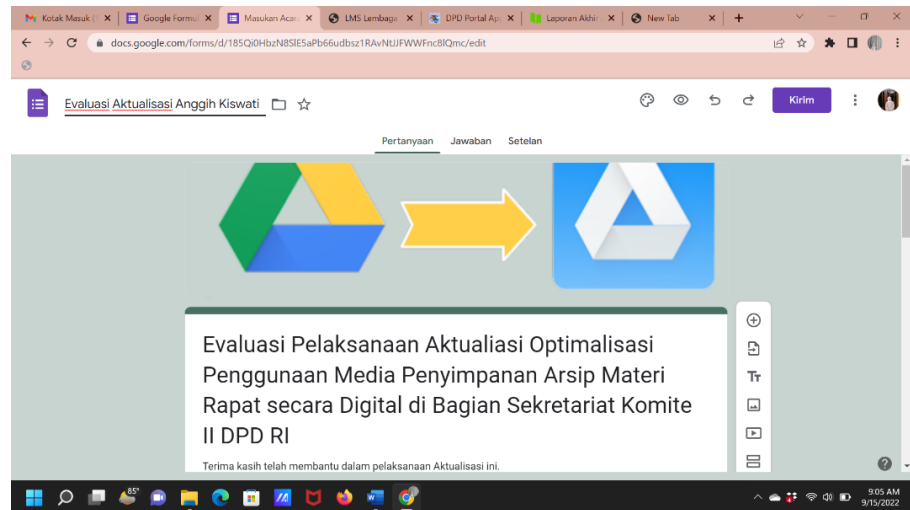 Kotak Masuk (
Google Formul
Masukan Acara
LMS Lembaga
DPD Portal Ap
Laporan Akhir
New Tab
docs.google.com/forms/d/185Qi0HbzN8SlE5aPb66udbsz1RAvNtJJFWWFnc8lQmc/edit
Evaluasi Aktualisasi Anggih Kiswati
Kirim
Pertanyaan Jawaban Setelan
Evaluasi Pelaksanaan Aktualiasi Optimalisasi
Penggunaan Media Penyimpanan Arsip Materi
Rapat secara Digital di Bagian Sekretariat Komite
II DPD RI
Terima kasih telah membantu dalam pelaksanaan Aktualisasi ini.
Tт
85°
9:05 AM
9/15/2022